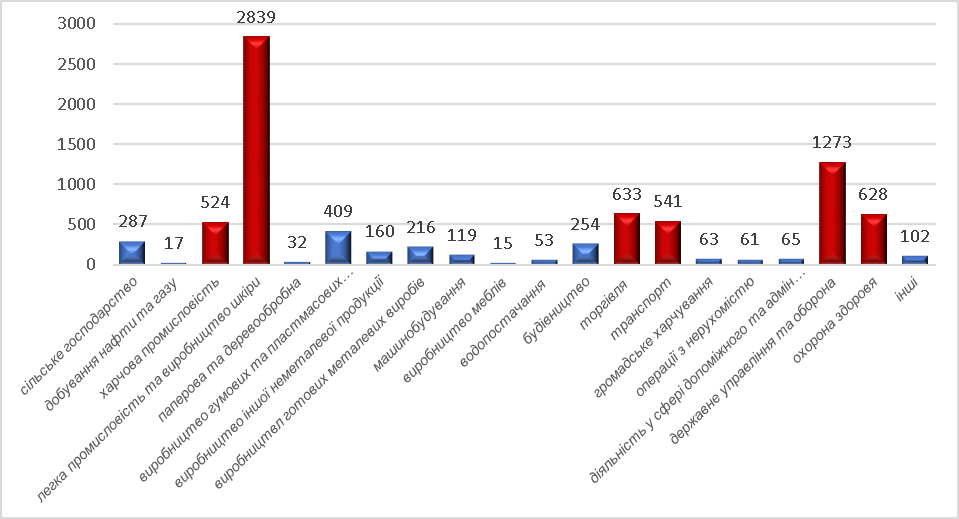 3000
2500
2000
1500
1000
500
0
287
17
524
2839
32
409
160
216
119
15
53
254
633
541
63
61
65
1273
628
102
сільське господарство
добування нафти та газу
харчова промисловість
легка промисловість та виробництво шкіри
паперова та деревообробна
виробництво гумових та пластмасових…
виробництво іншої неметалевої продукції
виробництвел готових металевих виробів
машинобудування
виробництво меблів
водопостачання
будівництво
торгівля
транспорт
громадське харчування
операції з нерухомістю
діяльність у сфері допоміжного та адмін…
державне управління та оборона
охорона здоровя
інші